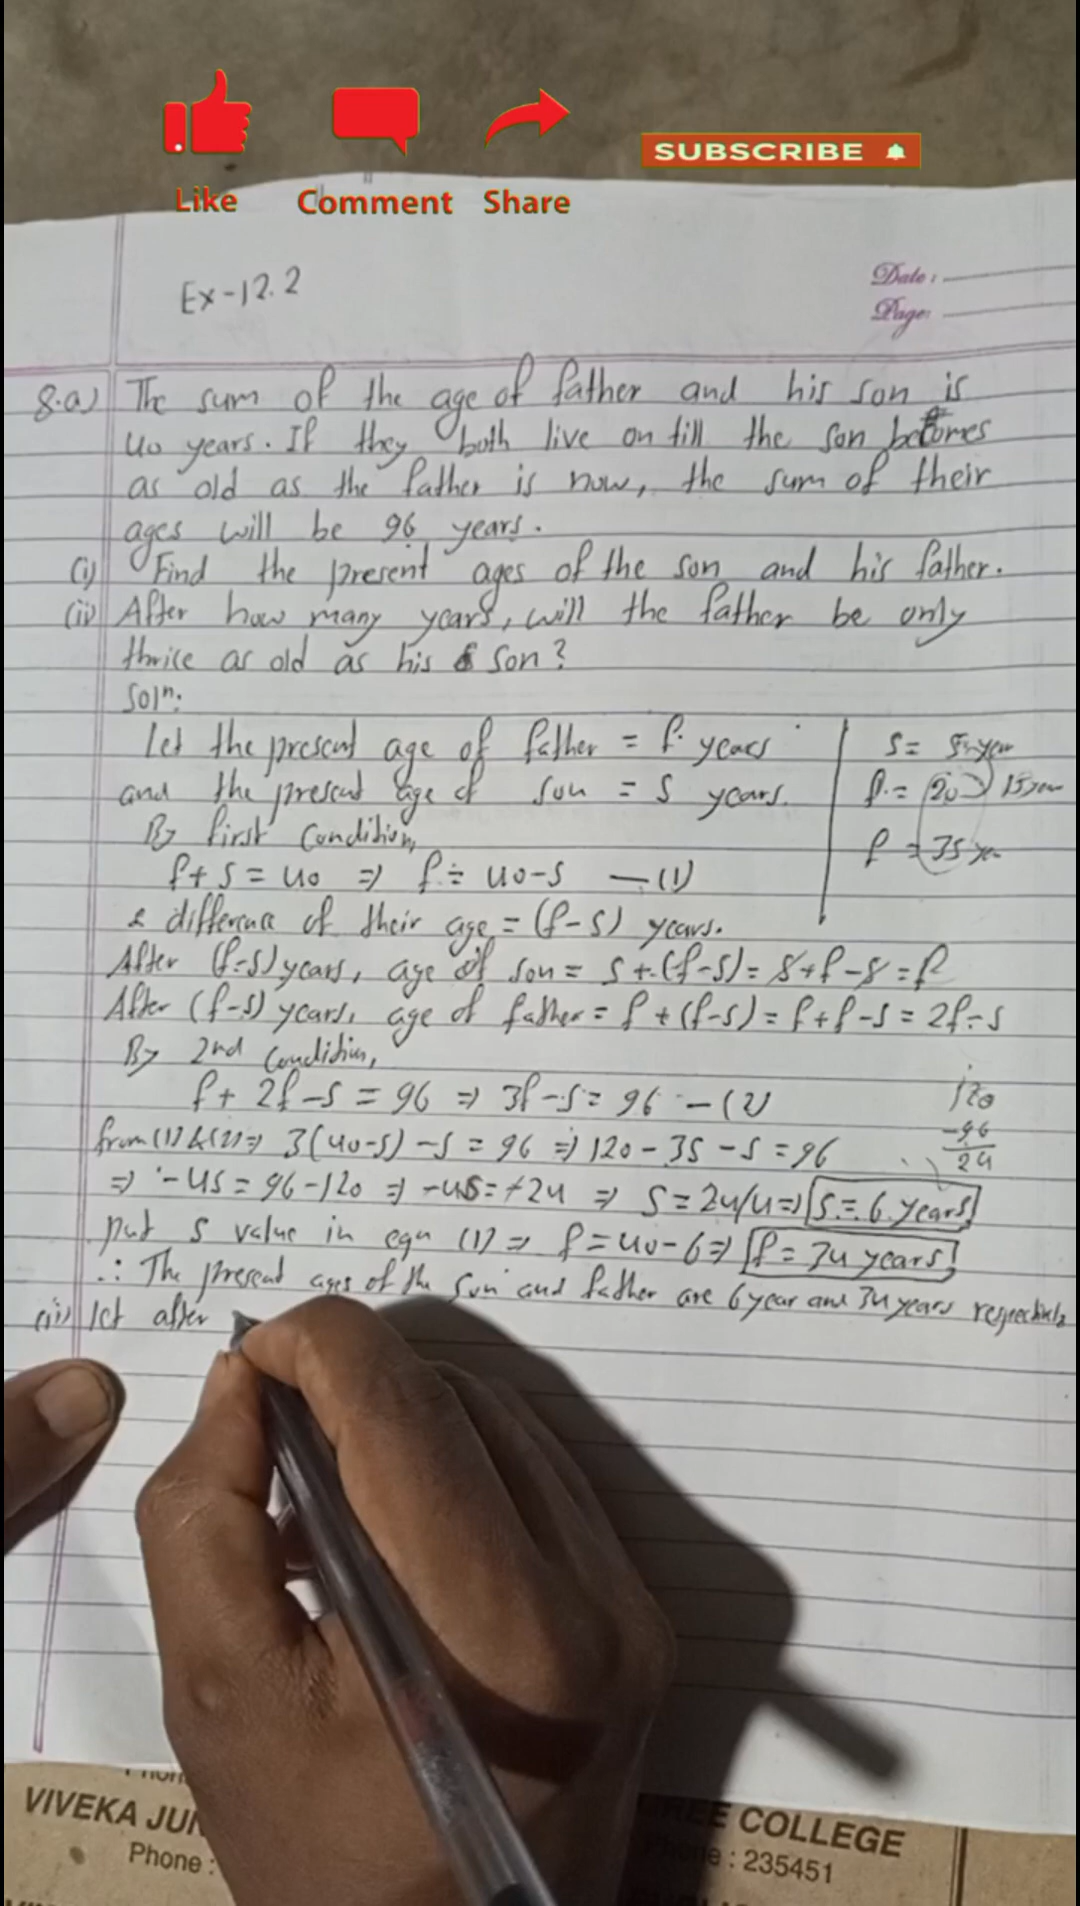 Like Comment Share SUBSCRIBE
Ex-12.2
Date:
Page:
8.a) The sum of the age of father and his son is
40 years. If they both live on till the son becomes
as old as the father is now, the sum of their
ages will be 96 years.
(i) Find the present ages of the son and his father.
(ii) After how many years, will the father be only
thrice as old as his son?
Soln:
Let the present age of father = f years
and the present age of son = s years.
s = 5 year
f = 20 15 year
f = 35
By first condition,
f + s = 40 ⇒ f = 40 - s — (1)
& difference of their age = (f-s) years.
After (f-s) years, age of son = s + (f-s) = s+f-s = f
After (f-s) years, age of father = f + (f-s) = f+f-s = 2f-s
By 2nd condition,
f + 2f - s = 96 ⇒ 3f - s = 96 - (2)
120
-96
24
from (1) & (2) ⇒ 3(40-s) - s = 96 ⇒ 120 - 3s - s = 96
⇒ -4s = 96-120 ⇒ -4s = -24 ⇒ s = 24/4 ⇒ s = 6 years
put s value in eqn (1) ⇒ f = 40-6 ⇒ f = 34 years
∴ The present ages of the son and father are 6 year and 34 years respectively
(ii) let after
VIVEKA JUN
REE COLLEGE
Phone :
: 235451